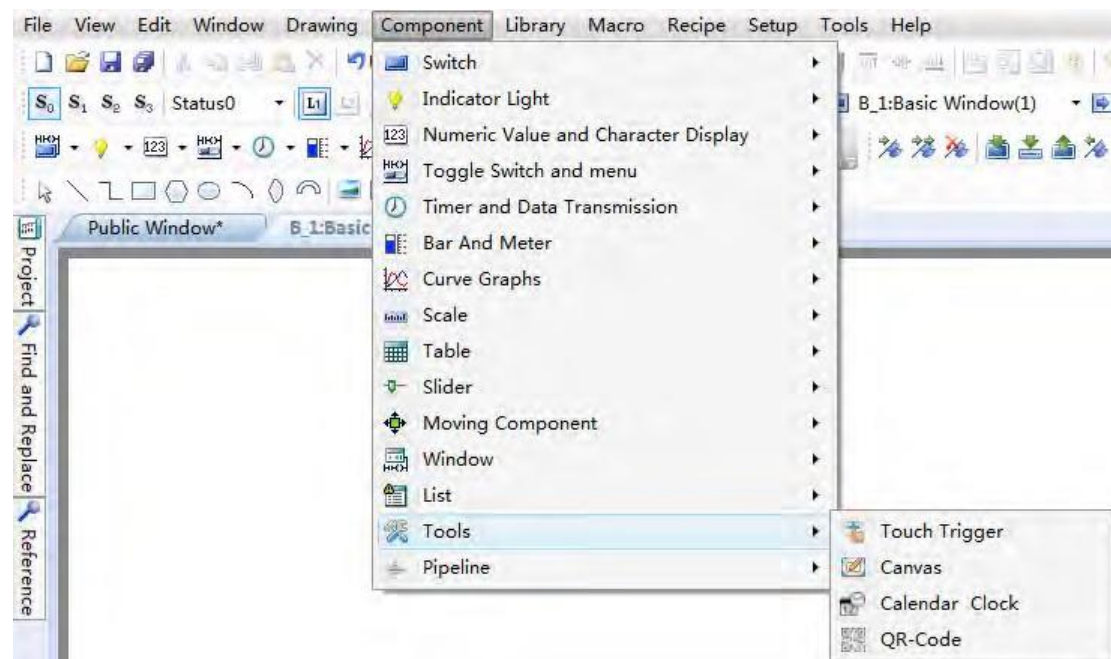 File View Edit Window Drawing Component Library Macro Recipe Setup Tools Help
S0 S1 S2 S3 Status0 L1 B_1:Basic Window(1)
123
Public Window* B_1:Basic
Project
Find and Replace
Reference
Switch
Indicator Light
123 Numeric Value and Character Display
Toggle Switch and menu
Timer and Data Transmission
Bar And Meter
Curve Graphs
Scale
Table
Slider
Moving Component
Window
List
Tools
Pipeline
Touch Trigger
Canvas
Calendar Clock
QR-Code